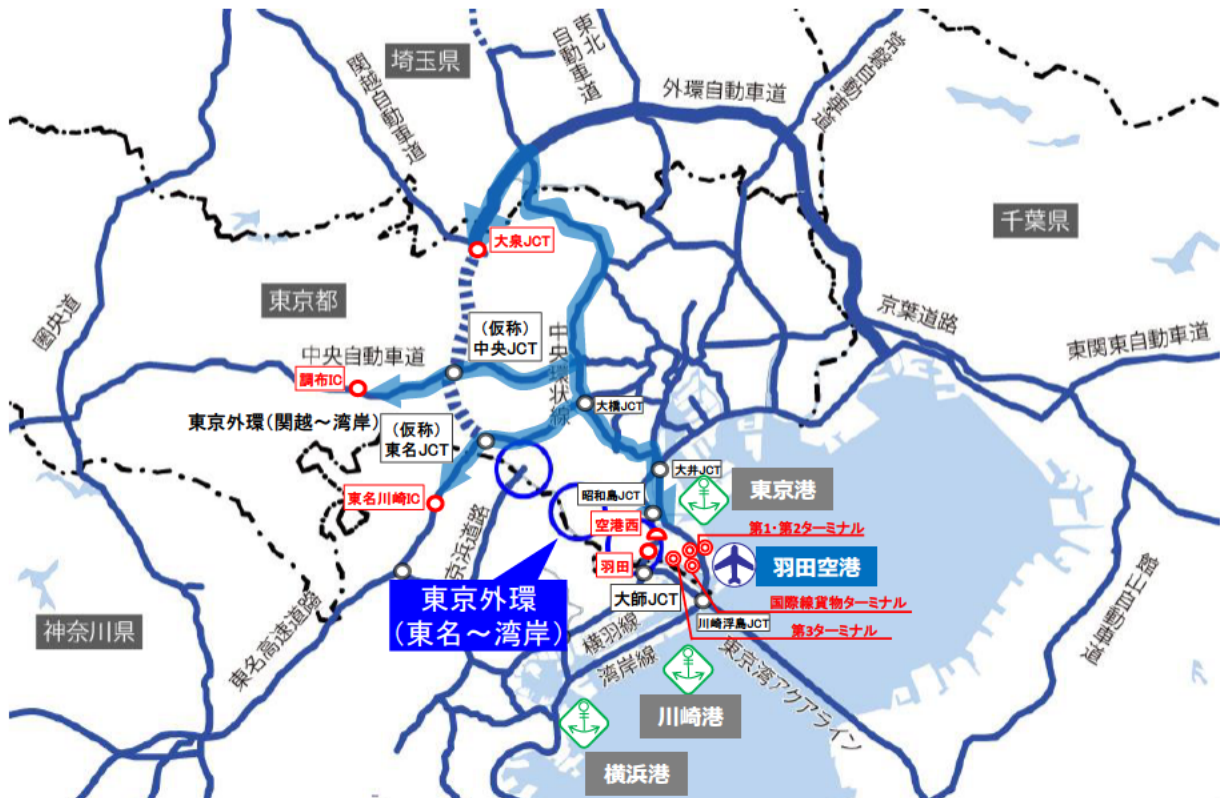 埼玉県
関越自動車道
東北
自動車道
外環自動車道
常磐自動車道
千葉県
大泉JCT
東京都
圏央道
(仮称)
中央JCT
中央環状線
京葉道路
東関東自動車道
中央自動車道
調布IC
大橋JCT
東京外環(関越~湾岸)
(仮称)
東名JCT
大井JCT
東京港
昭和島JCT
東名川崎IC
空港西
第1・第2ターミナル
羽田
羽田空港
京浜道路
東京外環
(東名~湾岸)
大師JCT
国際線貨物ターミナル
川崎浮島JCT
第3ターミナル
神奈川県
東名高速道路
横羽線
湾岸線
東京湾アクアライン
館山自動車道
川崎港
横浜港